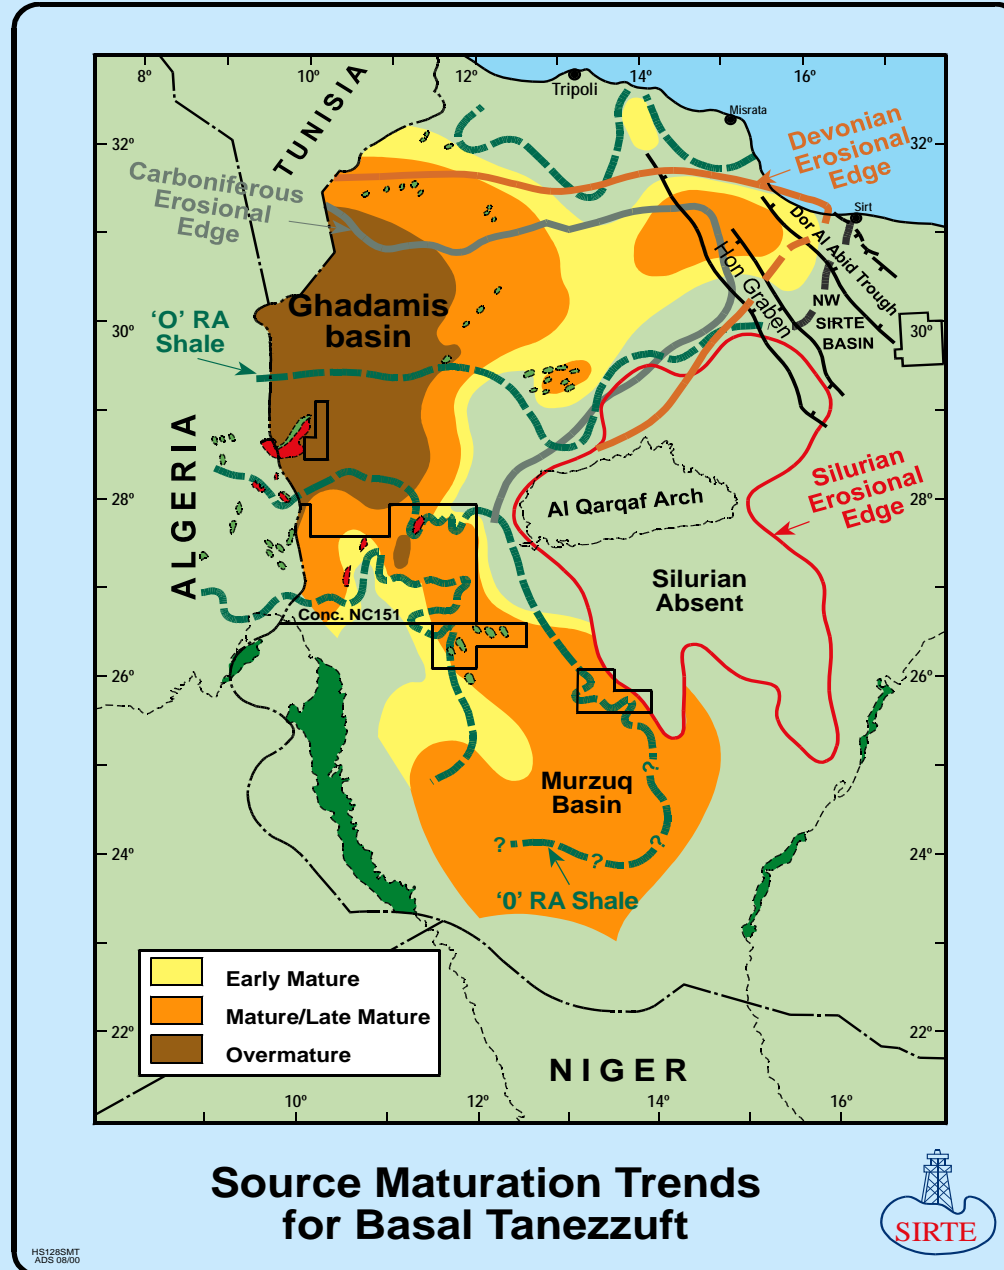 8º
10º
12º
14º
16º
Tripoli
Misrata
TUNISIA
32º
32º
Devonian
Erosional
Edge
Carboniferous
Erosional
Edge
Sirt
Dor Al Abid Trough
Hon Graben
Ghadamis
basin
NW
SIRTE
BASIN
‘O’ RA
Shale
30º
30º
ALGERIA
Silurian
Erosional
Edge
28º
28º
Al Qarqaf Arch
Silurian
Absent
Conc. NC151
26º
26º
Murzuq
Basin
?
?
?
?
24º
24º
‘0’ RA Shale
Early Mature
Mature/Late Mature
Overmature
22º
22º
NIGER
10º
12º
14º
16º
Source Maturation Trends
for Basal Tanezzuft
SIRTE
HS128SMT
ADS 08/00